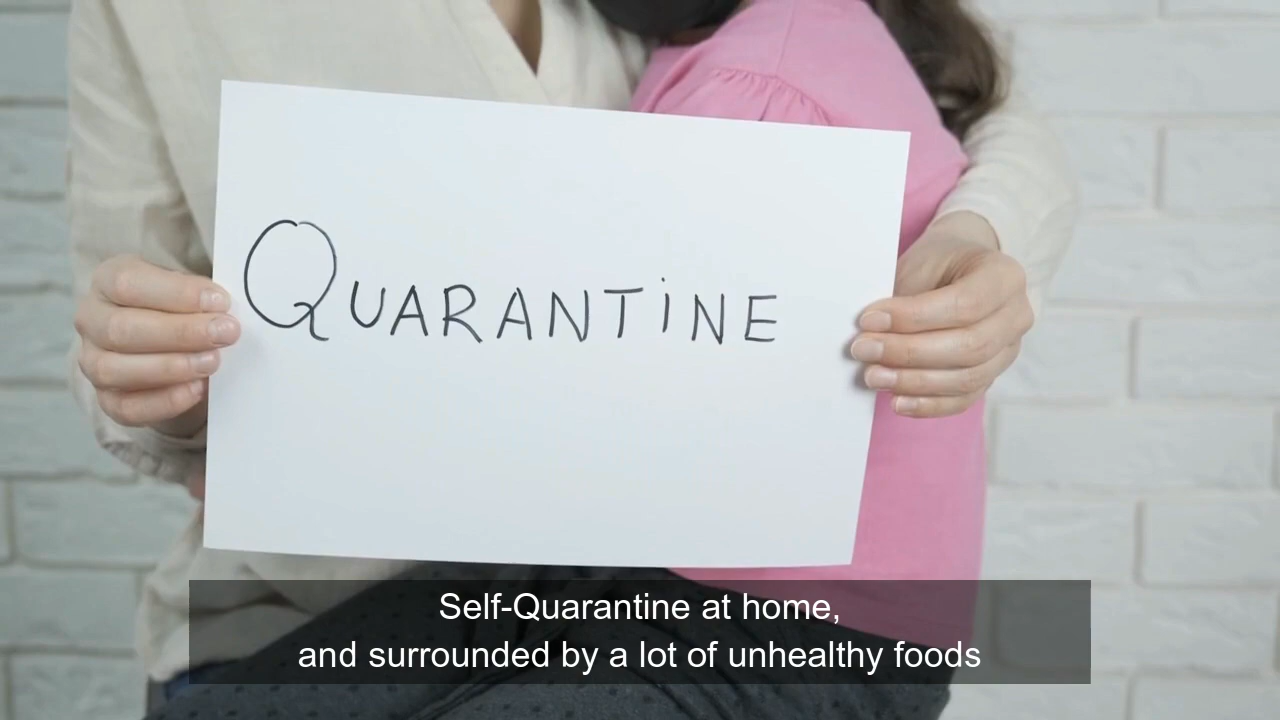 QUARANTiNE
Self-Quarantine at home,
and surrounded by a lot of unhealthy foods